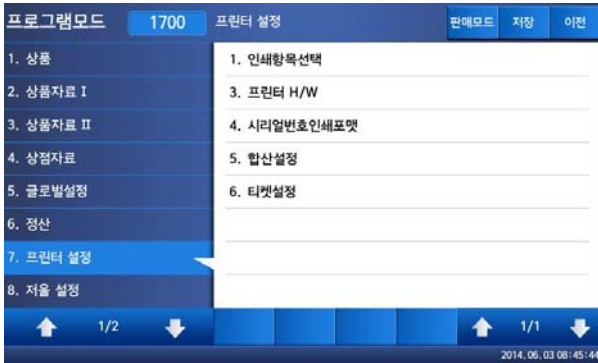 프로그램모드 1700 프린터 설정 판매모드 저장 이전
1. 상품
2. 상품자료 I
3. 상품자료 II
4. 상점자료
5. 글로벌설정
6. 정산
7. 프린터 설정
8. 저울 설정
1. 인쇄항목선택
3. 프린터 H/W
4. 시리얼번호인쇄포맷
5. 합산설정
6. 티켓설정
1/2
1/1
2014.06.03 08:45:44